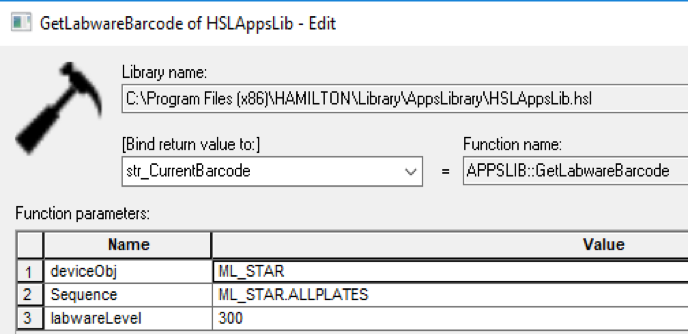 GetLabwareBarcode of HSLAppsLib - Edit
Library name:
C:\Program Files (x86)\HAMILTON\Library\AppsLibrary\HSLAppsLib.hsl
[Bind return value to:] Function name:
str_CurrentBarcode = APPSLIB::GetLabwareBarcode
Function parameters:
Name Value
1 deviceObj ML_STAR
2 Sequence ML_STAR.ALLPLATES
3 labwareLevel 300